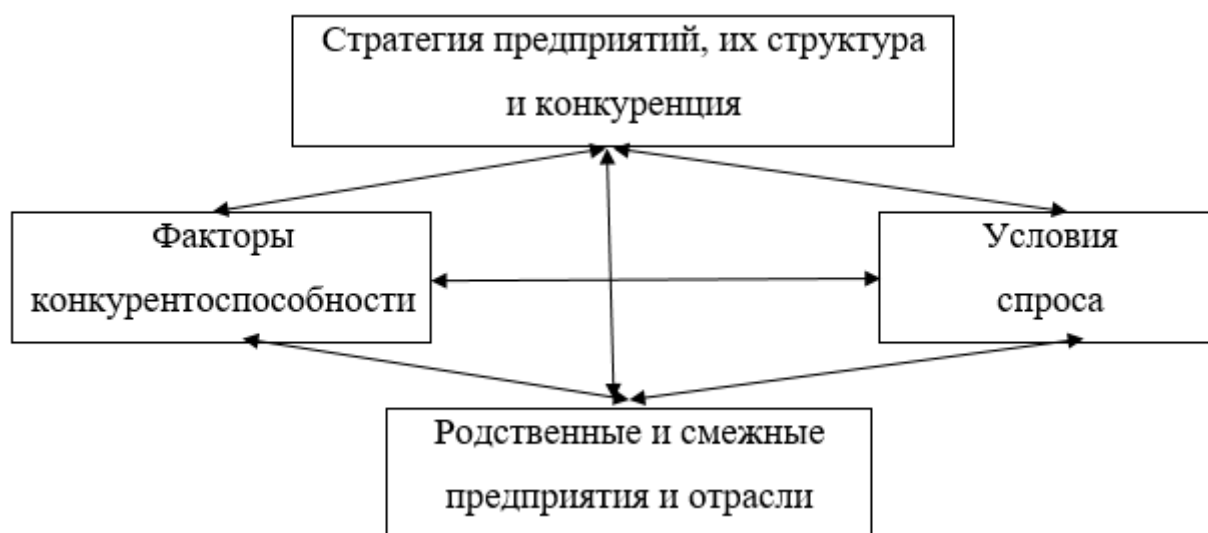 Стратегия предприятий, их структура
и конкуренция
Факторы
конкурентоспособности
Условия
спроса
Родственные и смежные
предприятия и отрасли